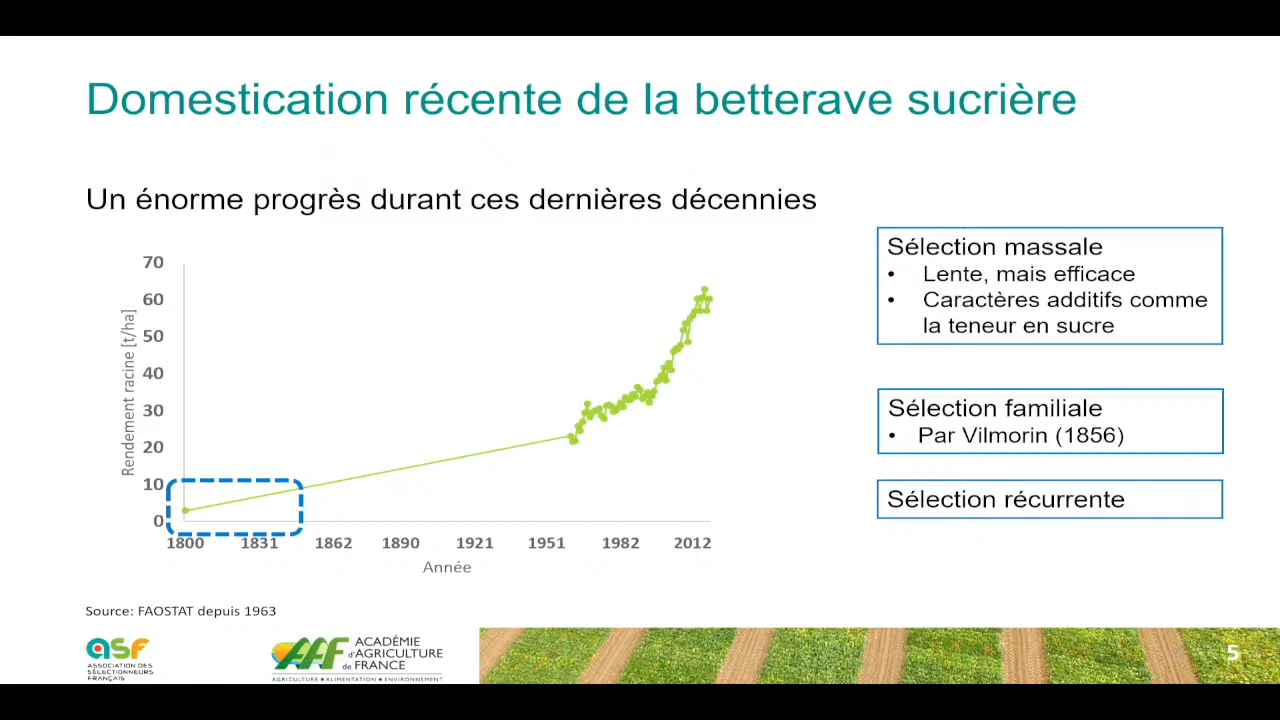 Domestication récente de la betterave sucrière
Un énorme progrès durant ces dernières décennies
Rendement racine [t/ha]
70
60
50
40
30
20
10
0
1800 1831 1862 1890 1921 1951 1982 2012
Année
Sélection massale
• Lente, mais efficace
• Caractères additifs comme
la teneur en sucre
Sélection familiale
• Par Vilmorin (1856)
Sélection récurrente
Source: FAOSTAT depuis 1963
asf
ASSOCIATION DES
SÉLECTIONNEURS
FRANÇAIS
AAF
ACADÉMIE
d'AGRICULTURE
de FRANCE
AGRICULTURE • ALIMENTATION • ENVIRONNEMENT
5